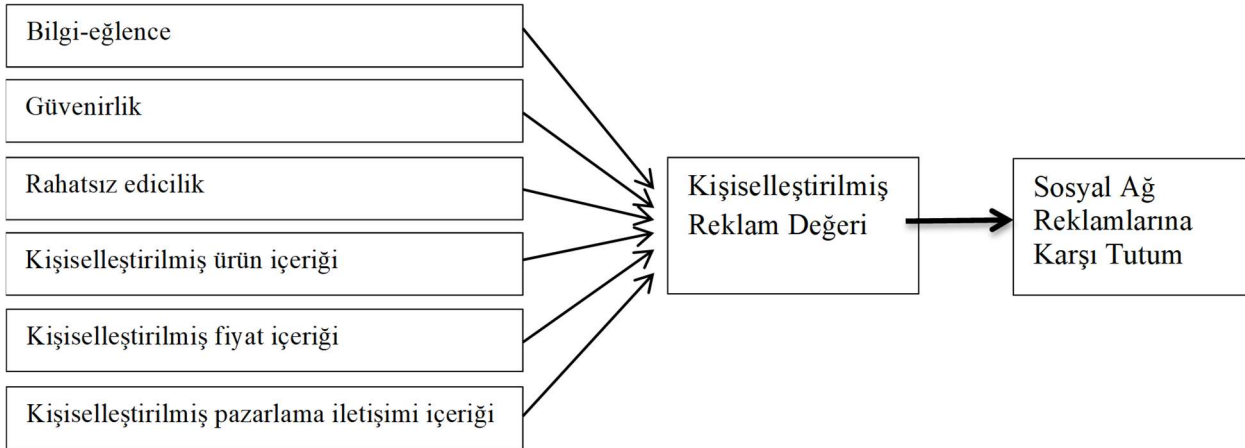 Bilgi-eğlence
Güvenirlik
Rahatsız edicilik
Kişiselleştirilmiş ürün içeriği
Kişiselleştirilmiş fiyat içeriği
Kişiselleştirilmiş pazarlama iletişimi içeriği
Kişiselleştirilmiş
Reklam Değeri
Sosyal Ağ
Reklamlarına
Karşı Tutum